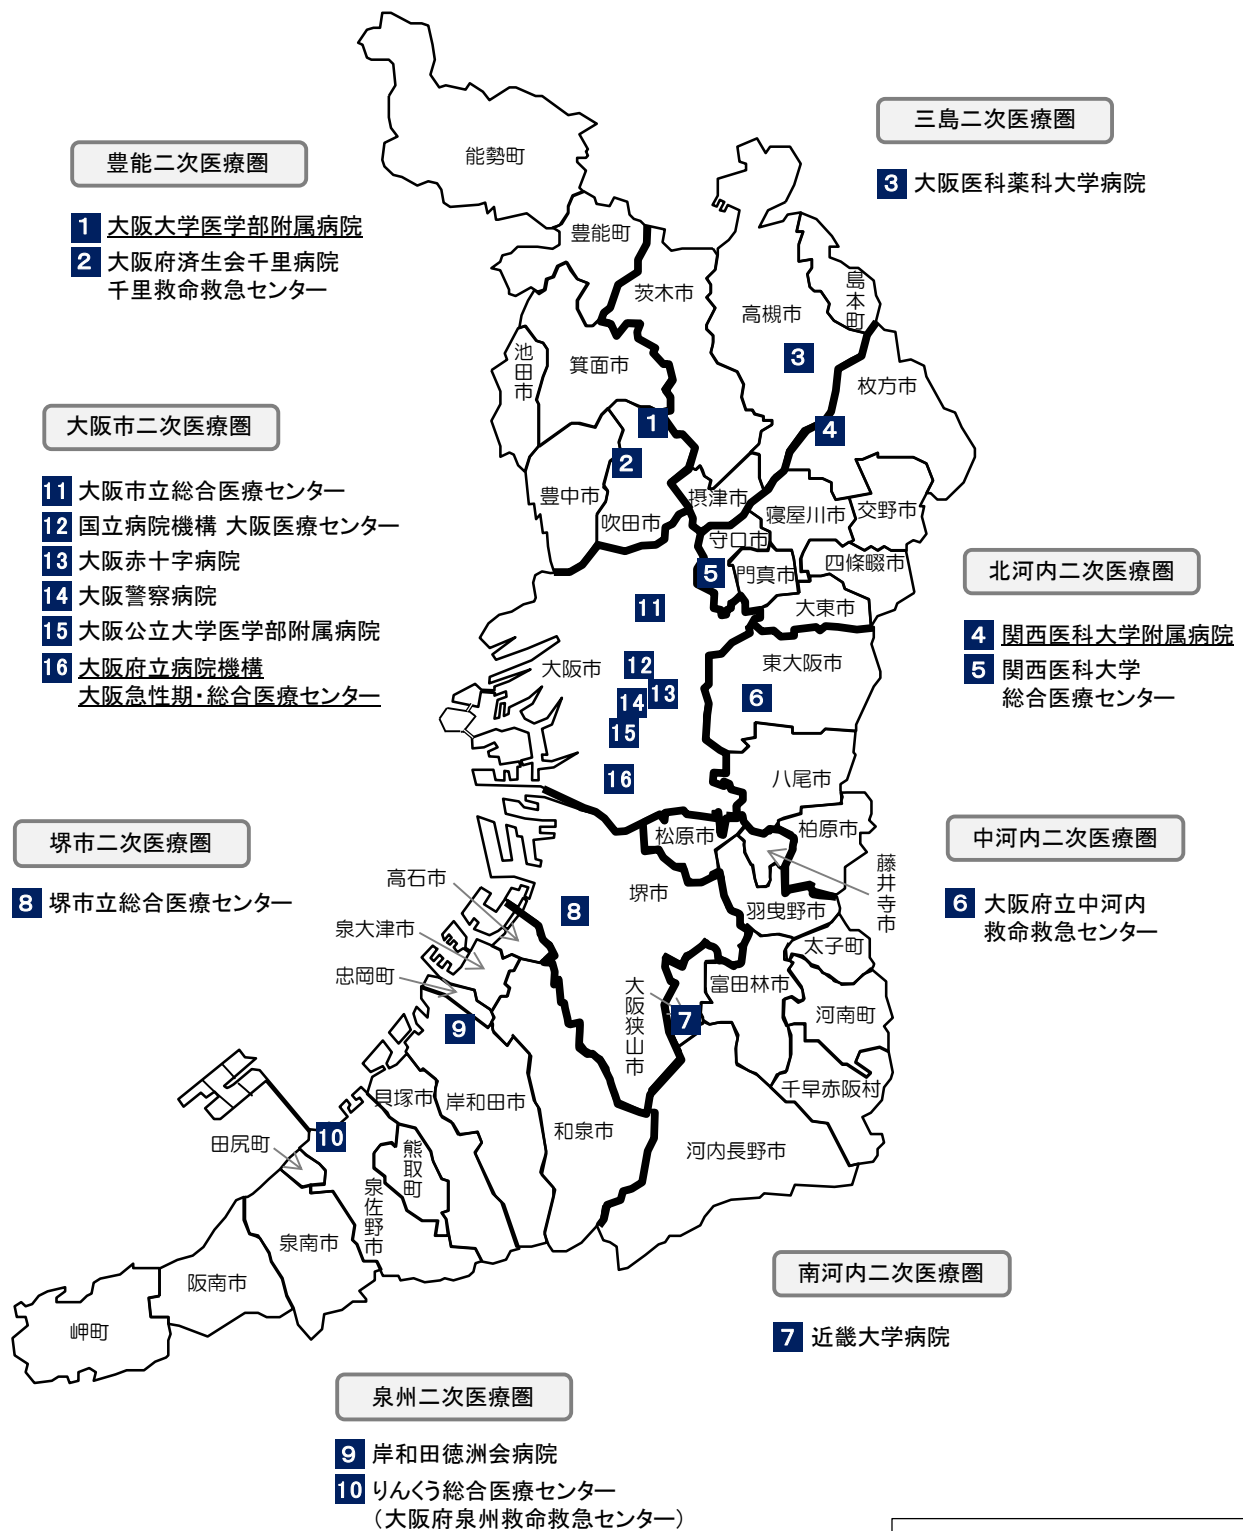 三島二次医療圏
3 大阪医科薬科大学病院
豊能二次医療圏
1 大阪大学医学部附属病院
2 大阪府済生会千里病院
千里救命救急センター
大阪市二次医療圏
11 大阪市立総合医療センター
12 国立病院機構 大阪医療センター
13 大阪赤十字病院
14 大阪警察病院
15 大阪公立大学医学部附属病院
16 大阪府立病院機構
大阪急性期・総合医療センター
北河内二次医療圏
4 関西医科大学附属病院
5 関西医科大学
総合医療センター
堺市二次医療圏
8 堺市立総合医療センター
中河内二次医療圏
6 大阪府立中河内
救命救急センター
南河内二次医療圏
7 近畿大学病院
泉州二次医療圏
9 岸和田徳洲会病院
10 りんくう総合医療センター
(大阪府泉州救命救急センター)
能勢町
豊能町
茨木市
高槻市
島本町
3
枚方市
池田市
箕面市
1
4
2
豊中市
吹田市
摂津市
寝屋川市
交野市
守口市
5
門真市
四條畷市
大東市
11
大阪市
12
東大阪市
13
6
14
15
16
八尾市
松原市
柏原市
藤井寺市
高石市
堺市
8
羽曳野市
泉大津市
太子町
忠岡町
大阪狭山市
富田林市
7
河南町
9
千早赤阪村
貝塚市
岸和田市
和泉市
河内長野市
10
田尻町
熊取町
泉佐野市
泉南市
阪南市
岬町